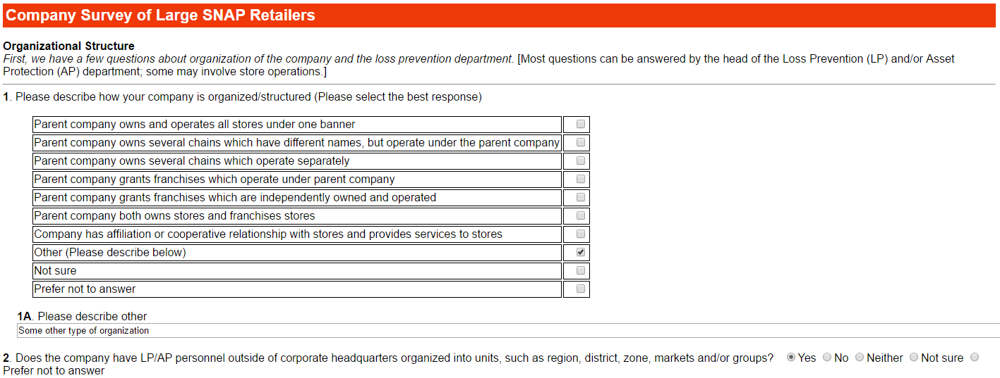 Company Survey of Large SNAP Retailers
Organizational Structure
First, we have a few questions about organization of the company and the loss prevention department. [Most questions can be answered by the head of the Loss Prevention (LP) and/or Asset
Protection (AP) department; some may involve store operations.]
1. Please describe how your company is organized/structured (Please select the best response)
Parent company owns and operates all stores under one banner
Parent company owns several chains which have different names, but operate under the parent company
Parent company owns several chains which operate separately
Parent company grants franchises which operate under parent company
Parent company grants franchises which are independently owned and operated
Parent company both owns stores and franchises stores
Company has affiliation or cooperative relationship with stores and provides services to stores
Other (Please describe below)
Not sure
Prefer not to answer
1A. Please describe other
Some other type of organization
2. Does the company have LP/AP personnel outside of corporate headquarters organized into units, such as region, district, zone, markets and/or groups? Yes No Neither Not sure
Prefer not to answer